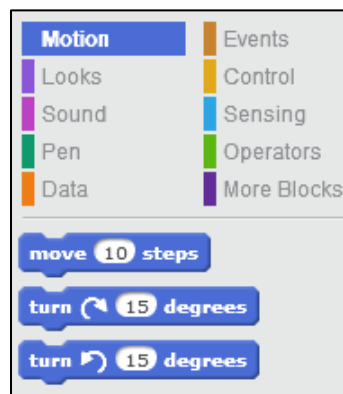 Motion
Events
Looks
Control
Sound
Sensing
Pen
Operators
Data
More Blocks
move 10 steps
turn 15 degrees
turn 15 degrees